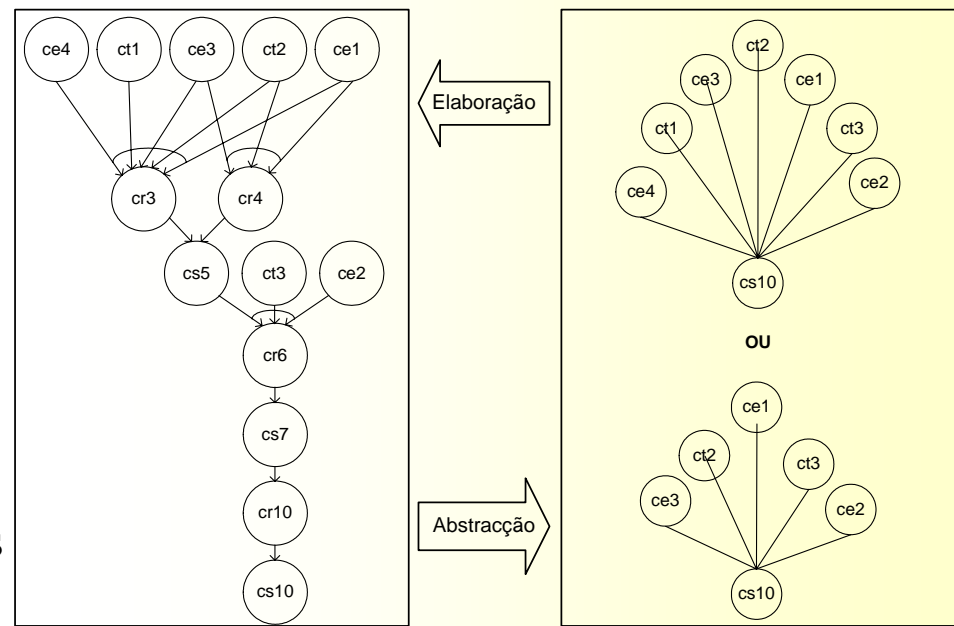 ce4 ct1 ce3 ct2 ce1
cr3 cr4
cs5 ct3 ce2
cr6
cs7
cr10
cs10
Elaboração
Abstracção
ct2
ce3 ce1
ct1 ct3
ce4 ce2
cs10
OU
ce1
ct2 ct3
ce3 ce2
cs10